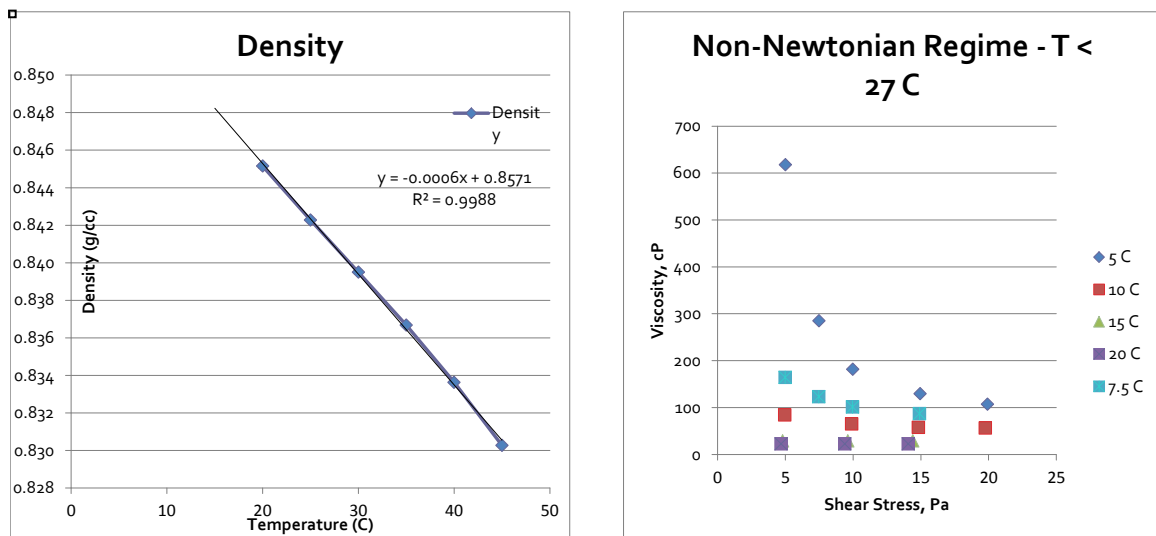 Density
0.850
0.848
0.846
0.844
0.842
0.840
0.838
0.836
0.834
0.832
0.830
0.828
Density (g/cc)
Densit
y
y = -0.0006x + 0.8571
R² = 0.9988
0 10 20 30 40 50
Temperature (C)
Non-Newtonian Regime - T <
27 C
700
600
500
400
300
200
100
0
Viscosity, cP
5 C
10 C
15 C
20 C
7.5 C
0 5 10 15 20 25
Shear Stress, Pa